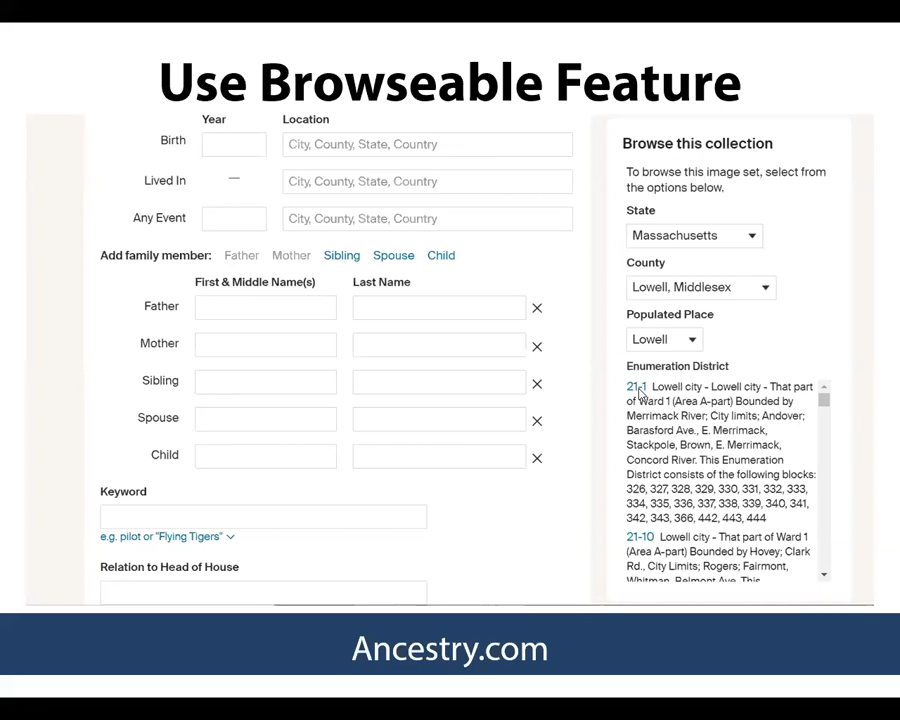 Use Browseable Feature
Year Location
Birth City, County, State, Country
Lived In — City, County, State, Country
Any Event City, County, State, Country
Add family member: Father Mother Sibling Spouse Child
First & Middle Name(s) Last Name
Father
Mother
Sibling
Spouse
Child
Keyword
e.g. pilot or "Flying Tigers"
Relation to Head of House
Browse this collection
To browse this image set, select from
the options below.
State
Massachusetts
County
Lowell, Middlesex
Populated Place
Lowell
Enumeration District
21-1 Lowell city - Lowell city - That part
of Ward 1 (Area A-part) Bounded by
Merrimack River; City limits; Andover;
Barasford Ave., E. Merrimack,
Stackpole, Brown, E. Merrimack,
Concord River. This Enumeration
District consists of the following blocks:
326, 327, 328, 329, 330, 331, 332, 333,
334, 335, 336, 337, 338, 339, 340, 341,
342, 343, 366, 442, 443, 444
21-10 Lowell city - That part of Ward 1
(Area A-part) Bounded by Hovey; Clark
Rd., City Limits; Rogers; Fairmont,
Whitman, Belmont Ave. This
Ancestry.com